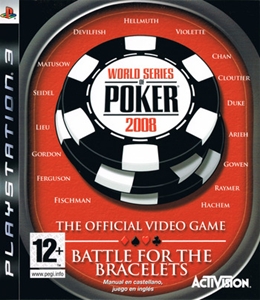 PLAYSTATION 3
HELLMUTH
DEVILFISH
VIOLETTE
MATUSOW
CHAN
SEIDEL
CLOUTIER
DUKE
LIEU
ARIEH
GORDON
GOWEN
FERGUSON
RAYMER
FISCHMAN
HACHEM
WORLD SERIES
OF
POKER
2008
THE OFFICIAL VIDEO GAME
BATTLE FOR THE
BRACELETS
Manual en castellano,
juego en inglés
12+
www.pegi.info
ACTIVISION